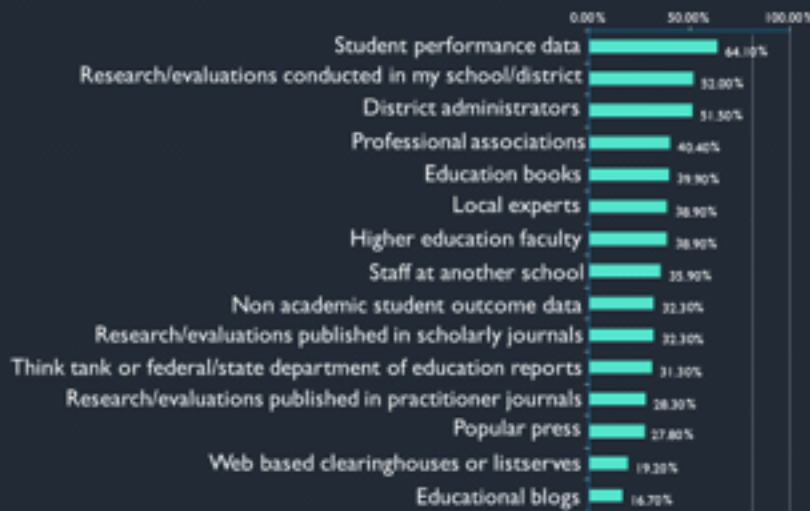 0.00% 50.00% 100.00%
Student performance data 64.10%
Research/evaluations conducted in my school/district 52.00%
District administrators 51.50%
Professional associations 40.40%
Education books 39.90%
Local experts 38.90%
Higher education faculty 38.90%
Staff at another school 35.90%
Non academic student outcome data 32.30%
Research/evaluations published in scholarly journals 32.30%
Think tank or federal/state department of education reports 31.30%
Research/evaluations published in practitioner journals 28.30%
Popular press 27.80%
Web based clearinghouses or listserves 19.20%
Educational blogs 16.70%